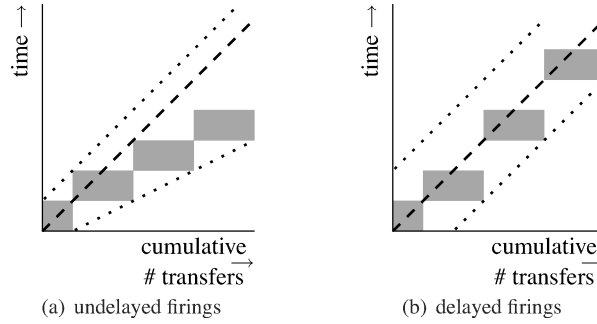 time →
cumulative
# transfers →
(a) undelayed firings
time →
cumulative
# transfers →
(b) delayed firings